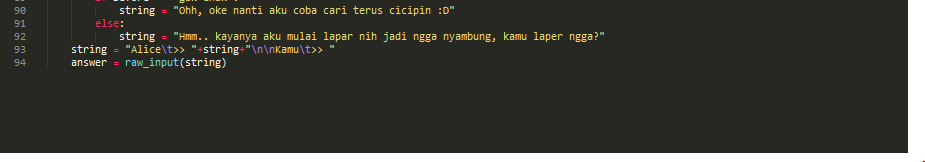 90 string = "Ohh, oke nanti aku coba cari terus cicipin :D"
91 else:
92 string = "Hmm.. kayanya aku mulai lapar nih jadi ngga nyambung, kamu laper ngga?"
93 string = "Alice\t>> "+string+"\n\nKamu\t>> "
94 answer = raw_input(string)